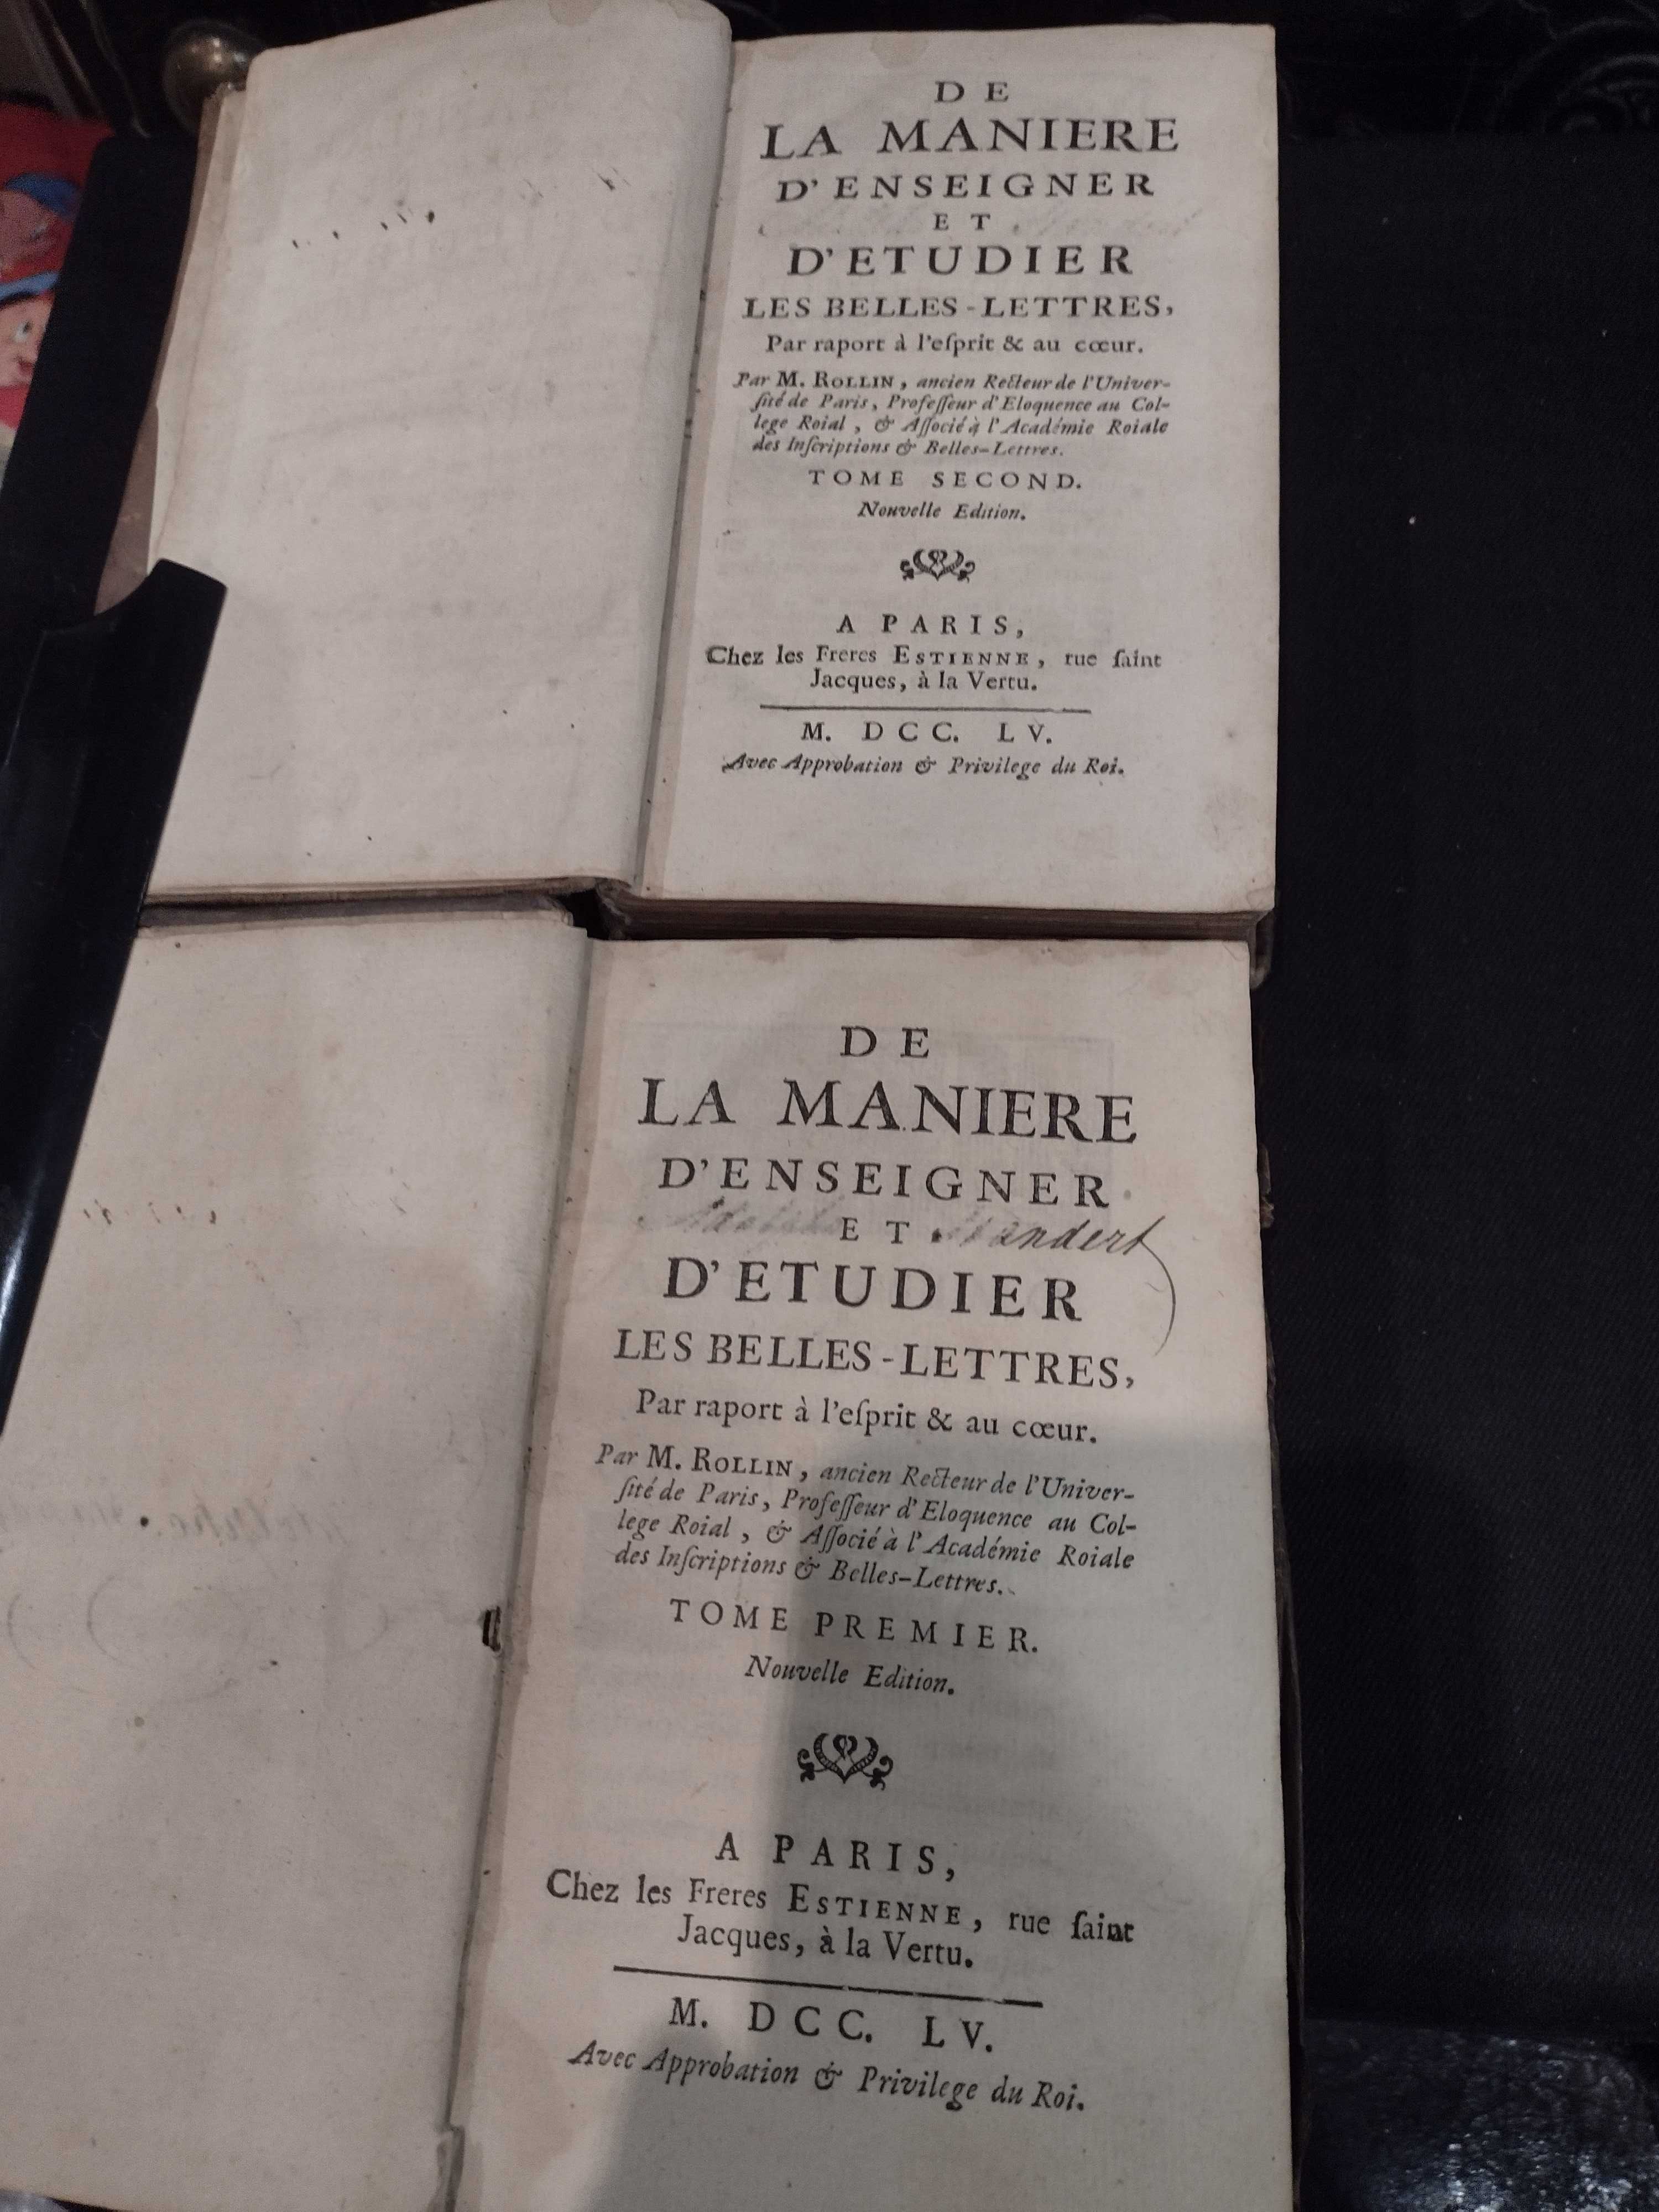 DE
LA MANIERE
D'ENSEIGNER
ET
D'ETUDIER
LES BELLES-LETTRES,
Par raport à l'eſprit & au cœur.
Par M. ROLLIN, ancien Recteur de l'Univer-
ſité de Paris, Profeſſeur d'Eloquence au Col-
lege Roial, & Aſſocié à l'Académie Roiale
des Inſcriptions & Belles-Lettres.
TOME SECOND.
Nouvelle Edition.
A PARIS,
Chez les Freres ESTIENNE, rue ſaint
Jacques, à la Vertu.
M. DCC. LV.
Avec Approbation & Privilege du Roi.
DE
LA MANIERE
D'ENSEIGNER
ET
D'ETUDIER
LES BELLES-LETTRES,
Par raport à l'eſprit & au cœur.
Par M. ROLLIN, ancien Recteur de l'Univer-
ſité de Paris, Profeſſeur d'Eloquence au Col-
lege Roial, & Aſſocié à l'Académie Roiale
des Inſcriptions & Belles-Lettres.
TOME PREMIER.
Nouvelle Edition.
A PARIS,
Chez les Freres ESTIENNE, rue ſaint
Jacques, à la Vertu.
M. DCC. LV.
Avec Approbation & Privilege du Roi.